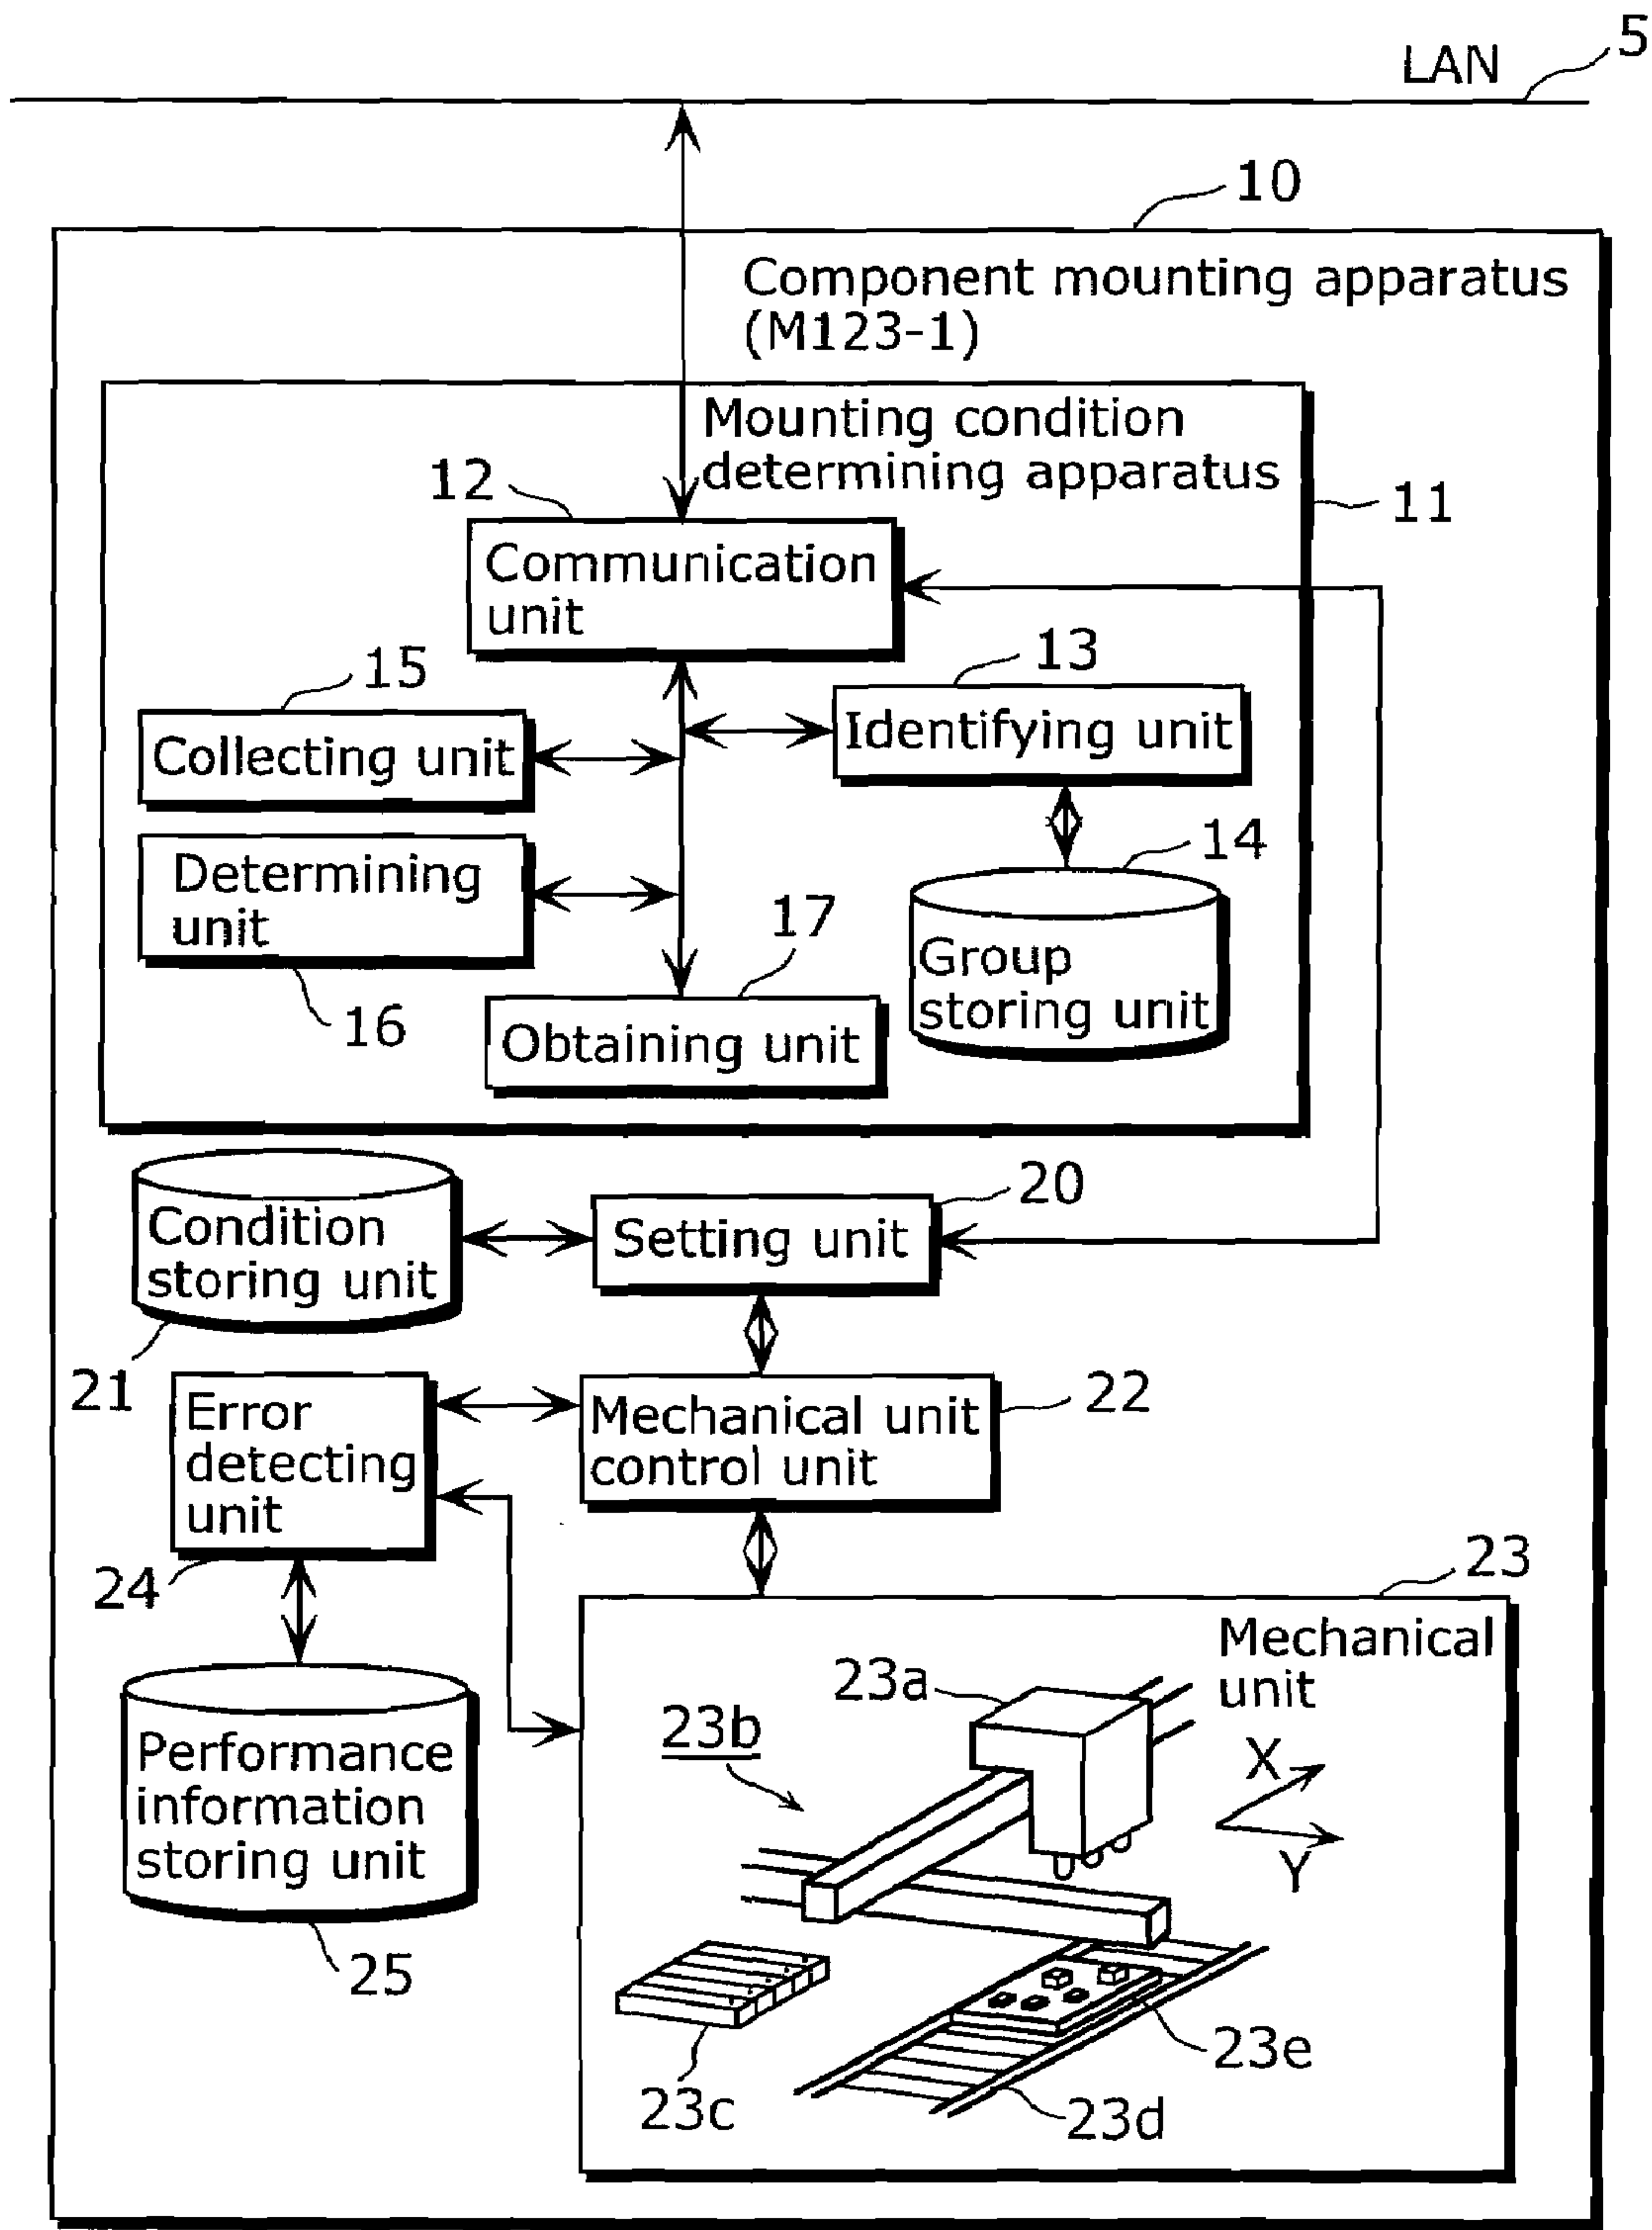 5
LAN
10
Component mounting apparatus
(M123-1)
Mounting condition
determining apparatus
12
11
Communication
unit
13
15
Identifying unit
Collecting unit
14
Determining
unit
17
Group
storing unit
16
Obtaining unit
20
Condition
storing unit
Setting unit
21
22
Error
detecting
unit
Mechanical unit
control unit
24
23
Mechanical
unit
23a
23b
X
Y
Performance
information
storing unit
25
23c
23e
23d